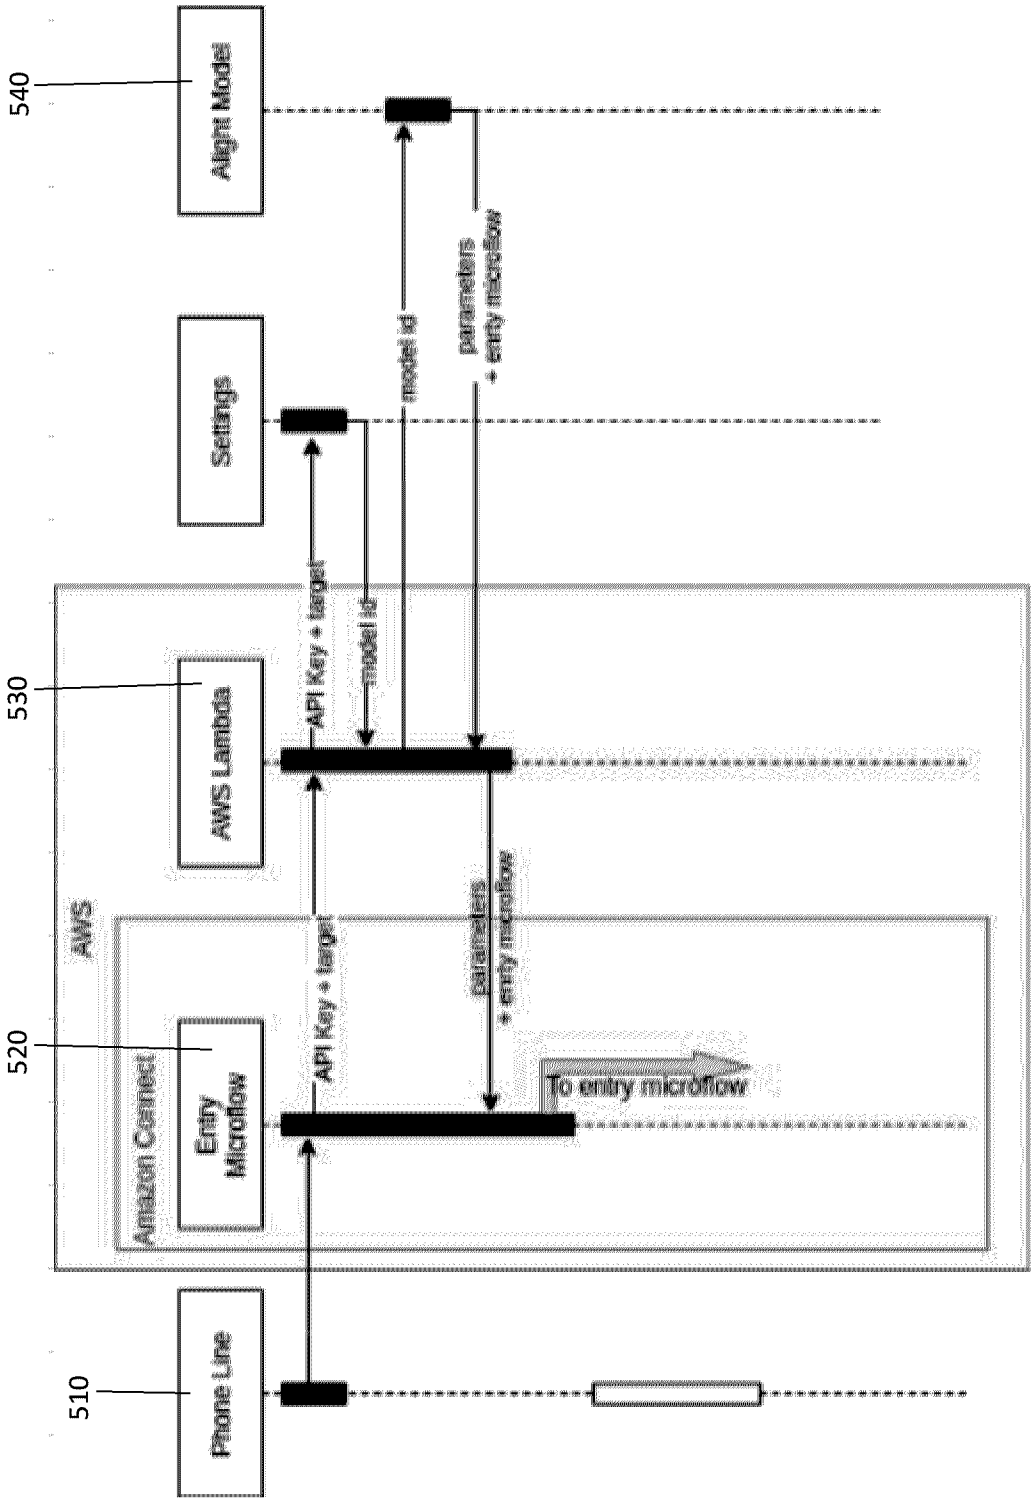 510
520
530
540
AWS
Amazon Connect
Phone Line
Entry
Microflow
AWS Lambda
Settings
Alight Model
API Key + target
API Key + target
model id
model id
parameters
+ entry microflow
parameters
+ entry microflow
To entry microflow